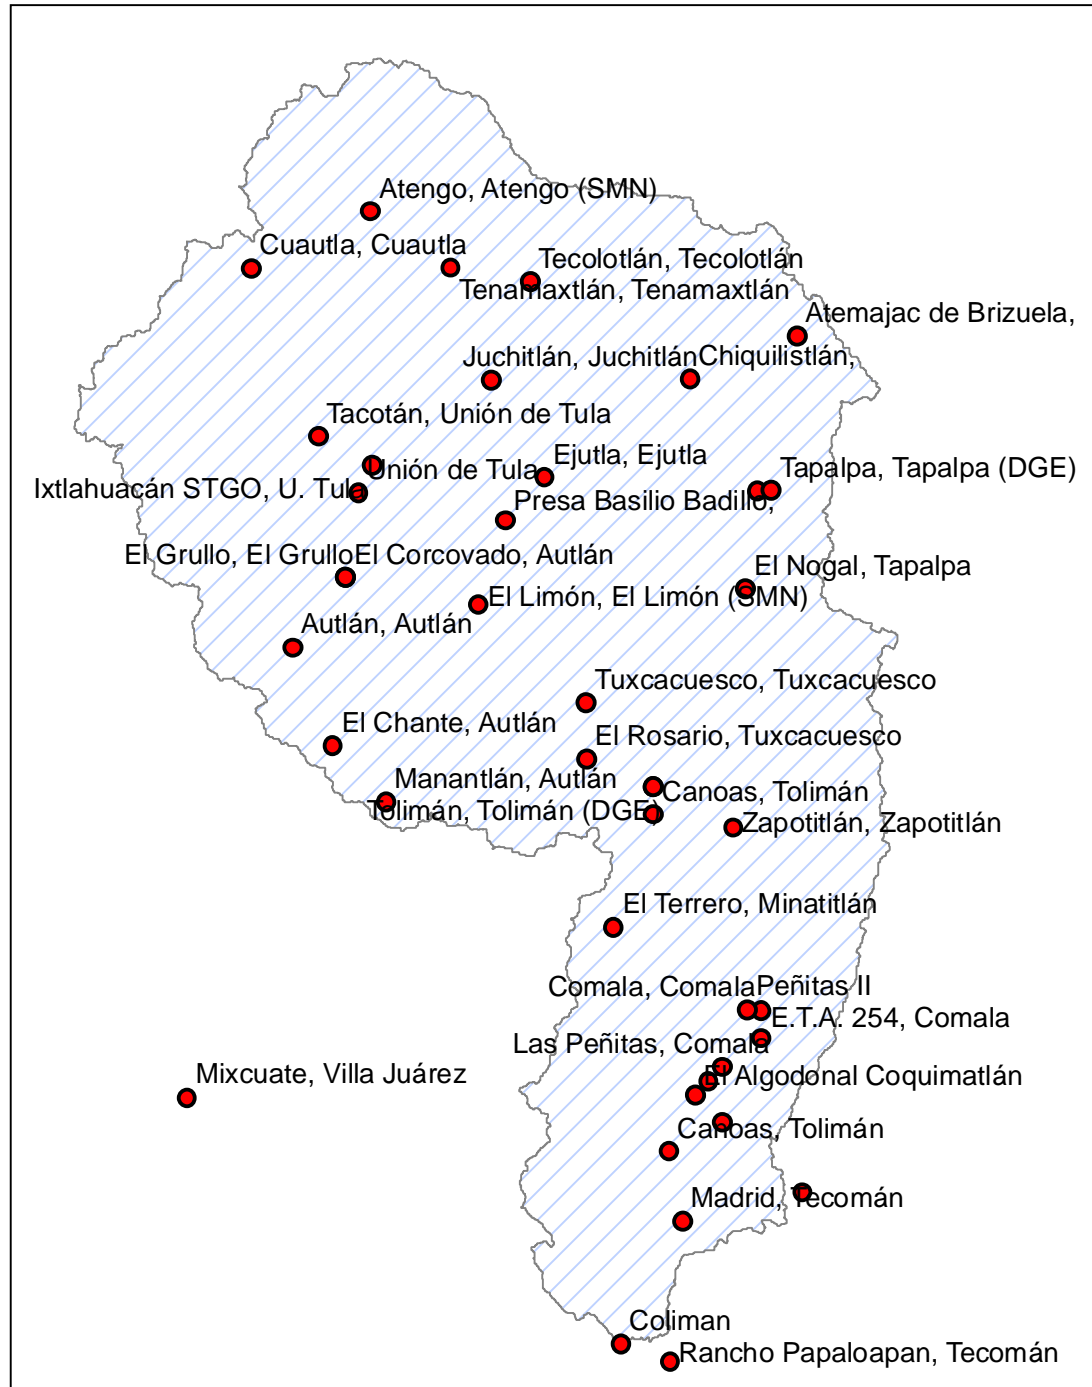 Atengo, Atengo (SMN)
Cuautla, Cuautla
Tecolotlán, Tecolotlán
Tenamaxtlán, Tenamaxtlán
Atemajac de Brizuela,
Juchitlán, Juchitlán
Chiquilistlán,
Tacotán, Unión de Tula
Unión de Tula
Ejutla, Ejutla
Tapalpa, Tapalpa (DGE)
Ixtlahuacán STGO, U. Tula
Presa Basilio Badillo,
El Grullo, El Grullo
El Corcovado, Autlán
El Nogal, Tapalpa
El Limón, El Limón (SMN)
Autlán, Autlán
Tuxcacuesco, Tuxcacuesco
El Chante, Autlán
El Rosario, Tuxcacuesco
Manantlán, Autlán
Canoas, Tolimán
Tolimán, Tolimán (DGE)
Zapotitlán, Zapotitlán
El Terrero, Minatitlán
Comala, Comala
Peñitas II
E.T.A. 254, Comala
Las Peñitas, Comala
Mixcuate, Villa Juárez
El Algodonal Coquimatlán
Canoas, Tolimán
Madrid, Tecomán
Coliman
Rancho Papaloapan, Tecomán